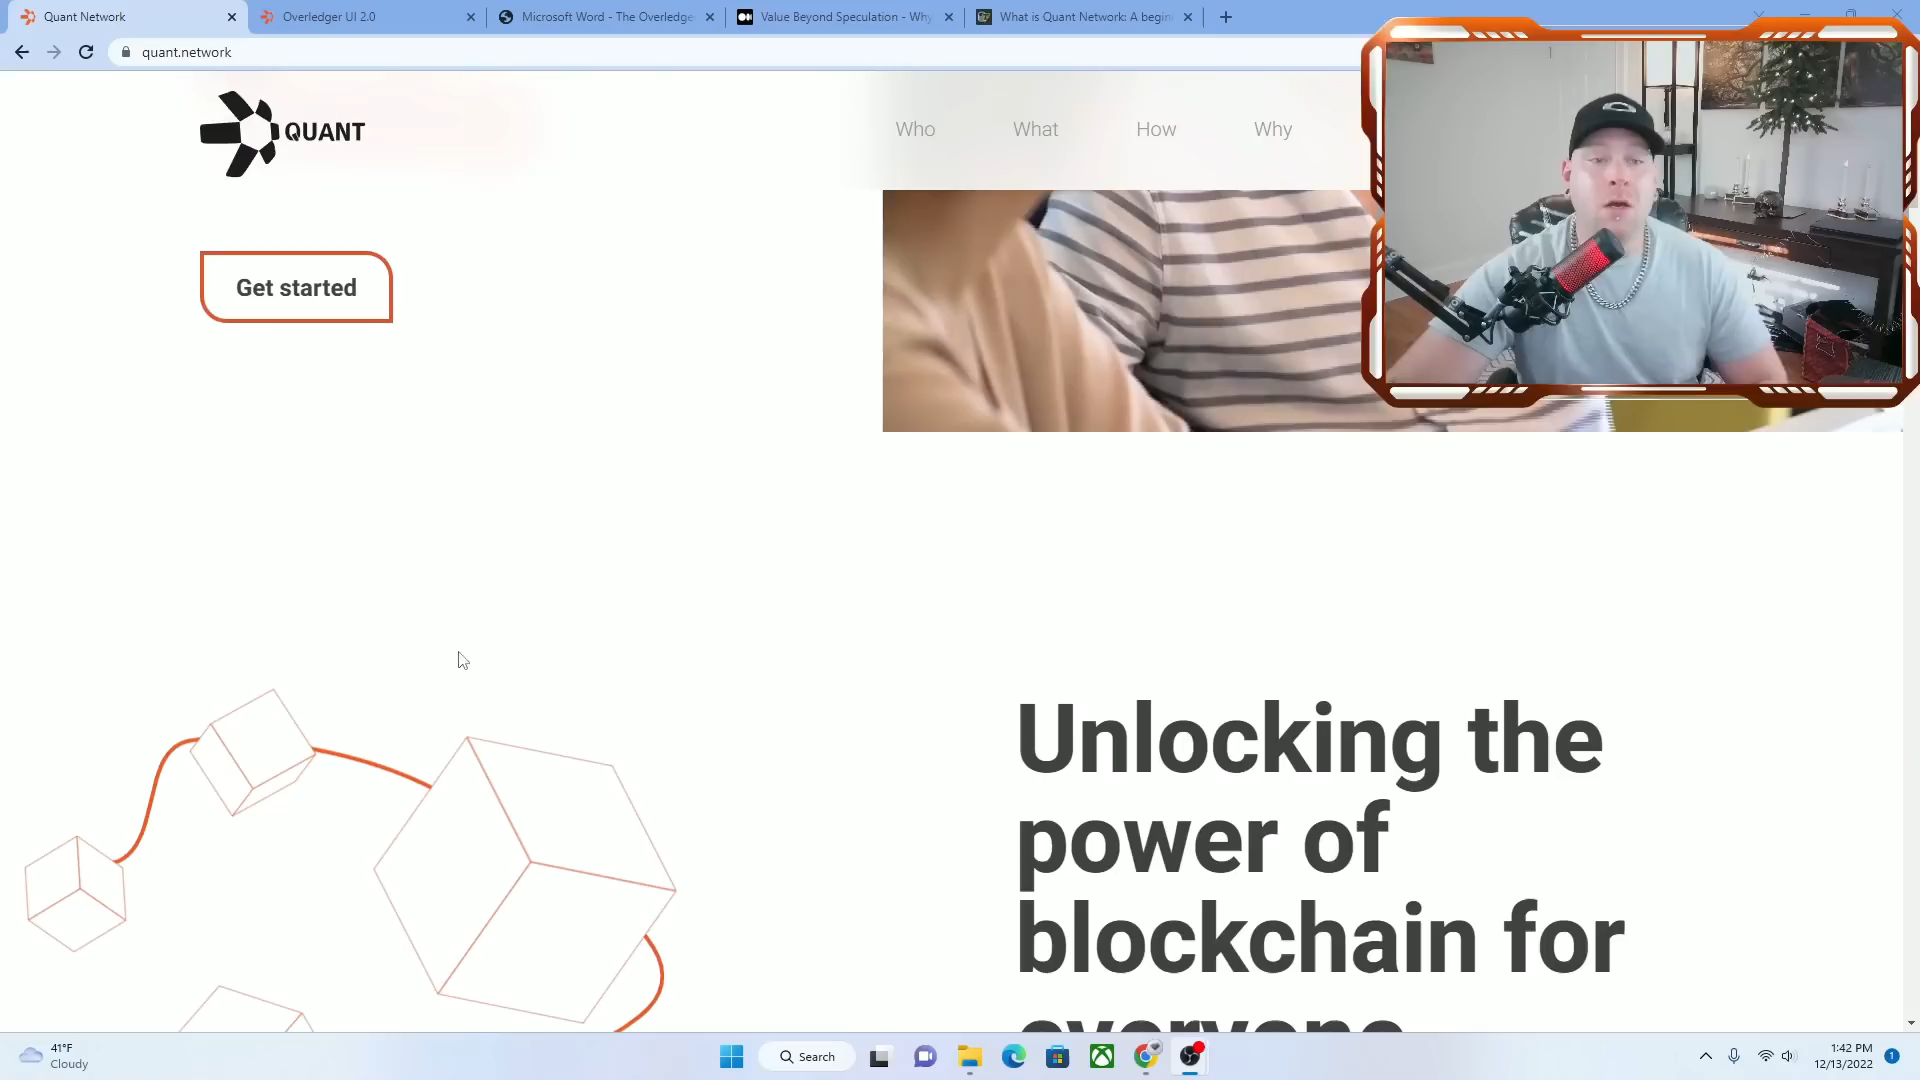 Quant Network
Overledger UI 2.0
Microsoft Word - The Overledge
Value Beyond Speculation - Why
What is Quant Network: A begin
quant.network
QUANT
Who
What
How
Why
Get started
Unlocking the
power of
blockchain for
everyone
41°F
Cloudy
Search
1:42 PM
12/13/2022
1